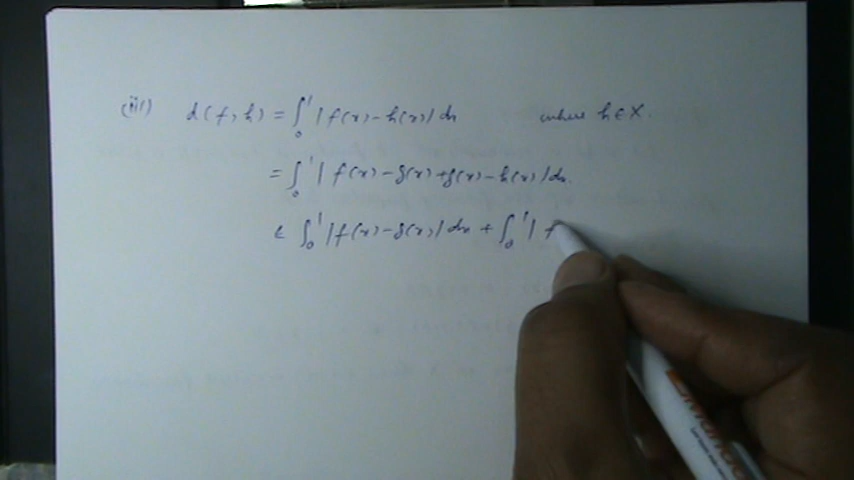 (iii) d(f,h) = ∫₀¹ |f(x)-h(x)| dx where h∈X.
= ∫₀¹ | f(x)-g(x)+g(x)-h(x) | dx.
≤ ∫₀¹ |f(x)-g(x)| dx + ∫₀¹ | f